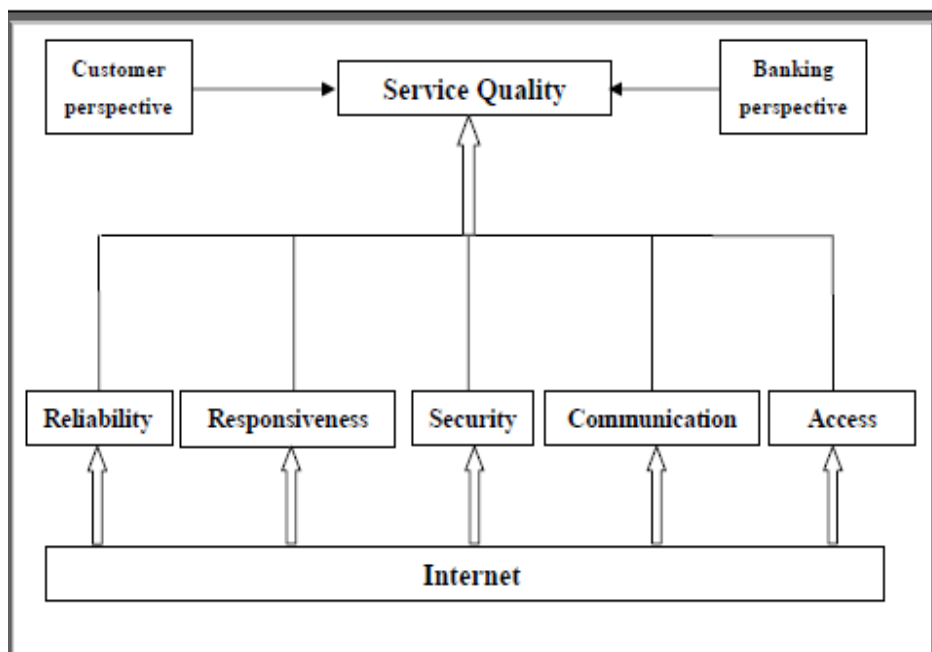 Customer
perspective
Service Quality
Banking
perspective
Reliability
Responsiveness
Security
Communication
Access
Internet